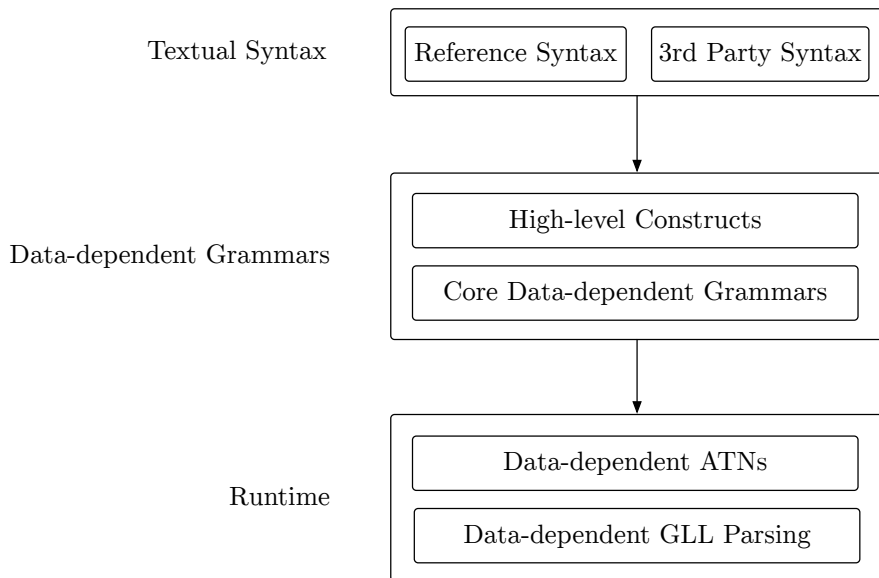 Textual Syntax
Reference Syntax
3rd Party Syntax
Data-dependent Grammars
High-level Constructs
Core Data-dependent Grammars
Runtime
Data-dependent ATNs
Data-dependent GLL Parsing